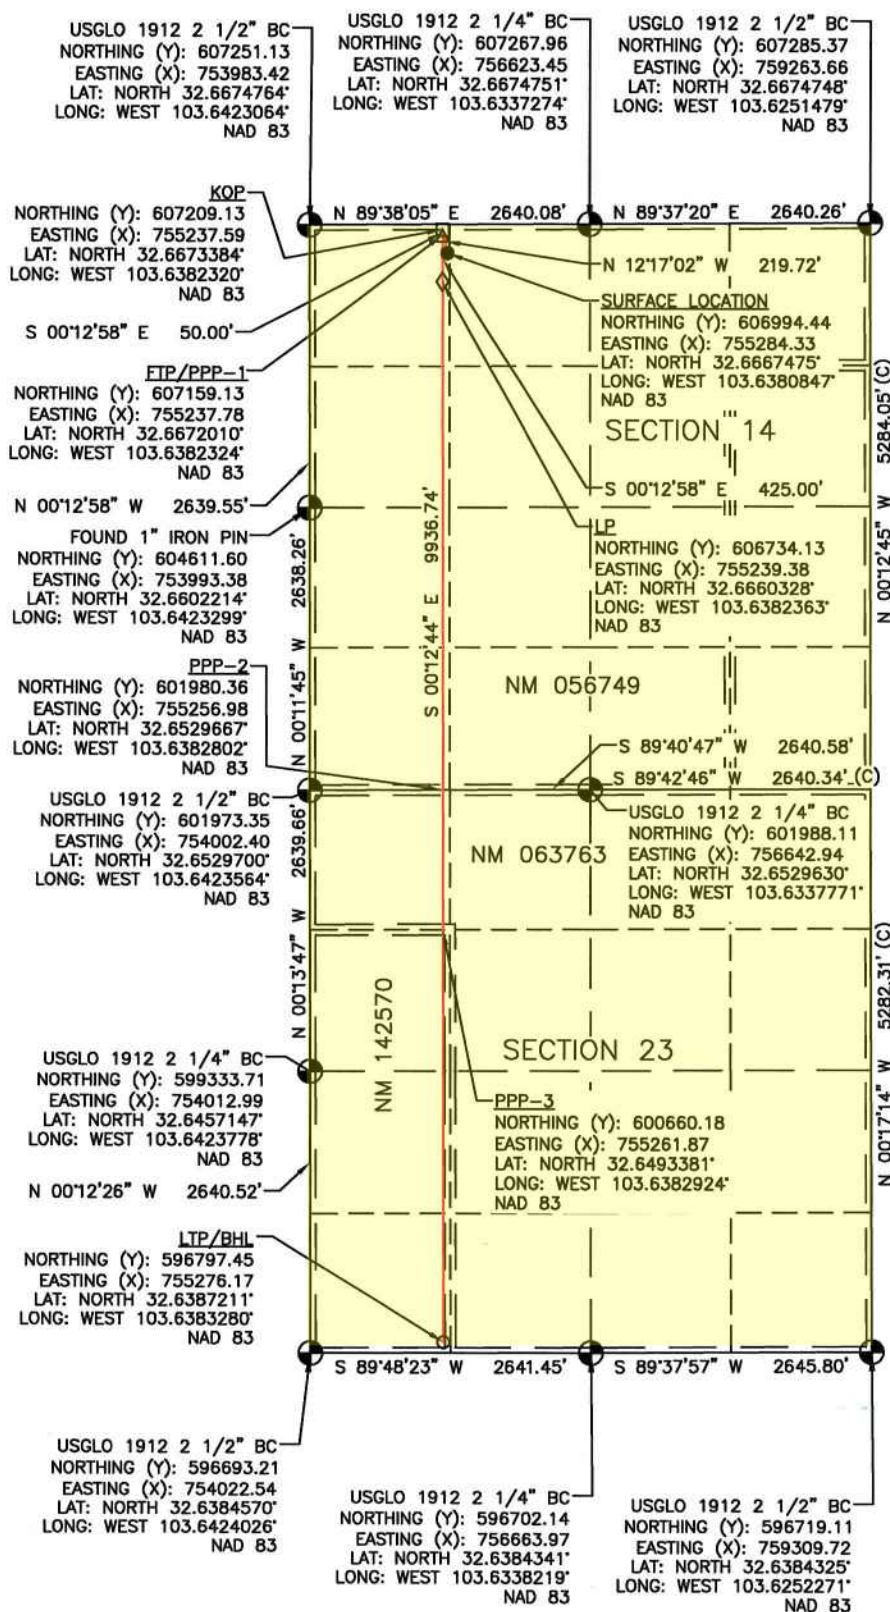 USGLO 1912 2 1/2" BC
NORTHING (Y): 607251.13
EASTING (X): 753983.42
LAT: NORTH 32.6674764°
LONG: WEST 103.6423064°
NAD 83
USGLO 1912 2 1/4" BC
NORTHING (Y): 607267.96
EASTING (X): 756623.45
LAT: NORTH 32.6674751°
LONG: WEST 103.6337274°
NAD 83
USGLO 1912 2 1/2" BC
NORTHING (Y): 607285.37
EASTING (X): 759263.66
LAT: NORTH 32.6674748°
LONG: WEST 103.6251479°
NAD 83
KOP
NORTHING (Y): 607209.13
EASTING (X): 755237.59
LAT: NORTH 32.6673384°
LONG: WEST 103.6382320°
NAD 83
N 89°38'05" E 2640.08'
N 89°37'20" E 2640.26'
N 12°17'02" W 219.72'
S 00°12'58" E 50.00'
SURFACE LOCATION
NORTHING (Y): 606994.44
EASTING (X): 755284.33
LAT: NORTH 32.6667475°
LONG: WEST 103.6380847°
NAD 83
FTP/PPP-1
NORTHING (Y): 607159.13
EASTING (X): 755237.78
LAT: NORTH 32.6672010°
LONG: WEST 103.6382324°
NAD 83
SECTION 14
N 00°12'45" W 5284.05' (C)
S 00°12'58" E 425.00'
N 00°12'58" W 2639.55'
LP
NORTHING (Y): 606734.13
EASTING (X): 755239.38
LAT: NORTH 32.6660328°
LONG: WEST 103.6382363°
NAD 83
FOUND 1" IRON PIN
NORTHING (Y): 604611.60
EASTING (X): 753993.38
LAT: NORTH 32.6602214°
LONG: WEST 103.6423299°
NAD 83
N 00°11'45" W 2638.26'
S 00°12'44" E 9936.74'
PPP-2
NORTHING (Y): 601980.36
EASTING (X): 755256.98
LAT: NORTH 32.6529667°
LONG: WEST 103.6382802°
NAD 83
NM 056749
S 89°40'47" W 2640.58'
S 89°42'46" W 2640.34' (C)
USGLO 1912 2 1/2" BC
NORTHING (Y): 601973.35
EASTING (X): 754002.40
LAT: NORTH 32.6529700°
LONG: WEST 103.6423564°
NAD 83
N 00°13'47" W 2639.66'
NM 063763
USGLO 1912 2 1/4" BC
NORTHING (Y): 601988.11
EASTING (X): 756642.94
LAT: NORTH 32.6529630°
LONG: WEST 103.6337771°
NAD 83
N 00°17'14" W 5282.31' (C)
NM 142570
SECTION 23
USGLO 1912 2 1/4" BC
NORTHING (Y): 599333.71
EASTING (X): 754012.99
LAT: NORTH 32.6457147°
LONG: WEST 103.6423778°
NAD 83
PPP-3
NORTHING (Y): 600660.18
EASTING (X): 755261.87
LAT: NORTH 32.6493381°
LONG: WEST 103.6382924°
NAD 83
N 00°12'26" W 2640.52'
LTP/BHL
NORTHING (Y): 596797.45
EASTING (X): 755276.17
LAT: NORTH 32.6387211°
LONG: WEST 103.6383280°
NAD 83
S 89°48'23" W 2641.45'
S 89°37'57" W 2645.80'
USGLO 1912 2 1/2" BC
NORTHING (Y): 596693.21
EASTING (X): 754022.54
LAT: NORTH 32.6384570°
LONG: WEST 103.6424026°
NAD 83
USGLO 1912 2 1/4" BC
NORTHING (Y): 596702.14
EASTING (X): 756663.97
LAT: NORTH 32.6384341°
LONG: WEST 103.6338219°
NAD 83
USGLO 1912 2 1/2" BC
NORTHING (Y): 596719.11
EASTING (X): 759309.72
LAT: NORTH 32.6384325°
LONG: WEST 103.6252271°
NAD 83